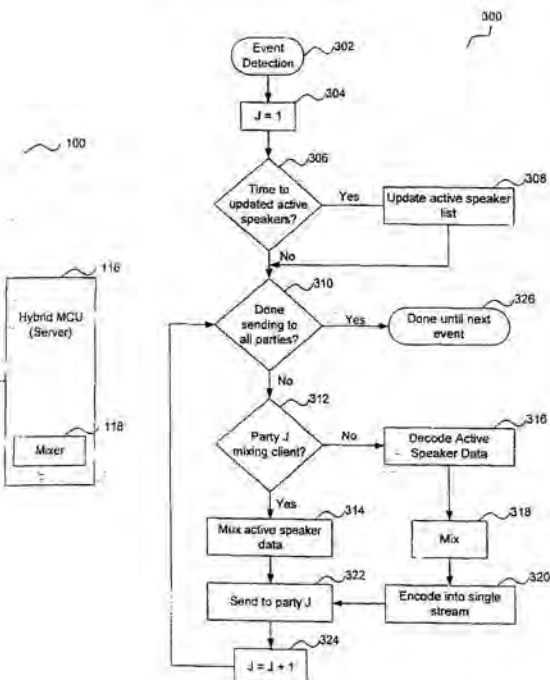 300
Event
Detection
302
304
J = 1
100
306
Time to
updated active
speakers?
Yes
308
Update active speaker
list
No
116
Hybrid MCU
(Server)
118
Mixer
310
Done
sending to
all parties?
Yes
326
Done until next
event
No
312
Party J
mixing client?
No
316
Decode Active
Speaker Data
Yes
314
Mux active speaker
data
318
Mix
322
Send to party J
320
Encode into single
stream
324
J = J + 1